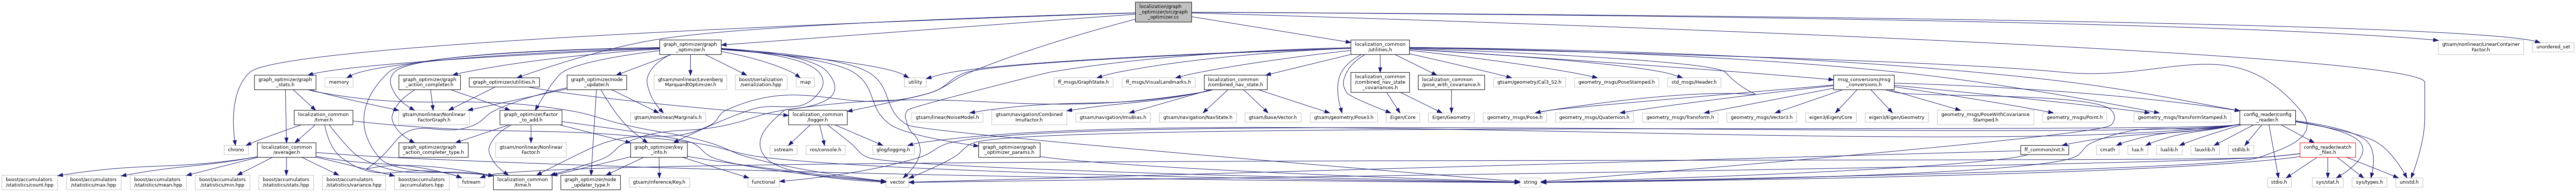 localization/graph
_optimizer/src/graph
_optimizer.cc
graph_optimizer/graph
_optimizer.h
localization_common
/utilities.h
gtsam/nonlinear/LinearContainer
Factor.h
unordered_set
graph_optimizer/graph
_stats.h
memory
graph_optimizer/graph
_action_completer.h
graph_optimizer/utilities.h
graph_optimizer/node
_updater.h
gtsam/nonlinear/Levenberg
MarquardtOptimizer.h
boost/serialization
/serialization.hpp
map
utility
ff_msgs/GraphState.h
ff_msgs/VisualLandmarks.h
localization_common
/combined_nav_state.h
localization_common
/combined_nav_state
_covariances.h
localization_common
/pose_with_covariance.h
gtsam/geometry/Cal3_S2.h
geometry_msgs/PoseStamped.h
std_msgs/Header.h
msg_conversions/msg
_conversions.h
localization_common
/timer.h
gtsam/nonlinear/Nonlinear
FactorGraph.h
graph_optimizer/factor
_to_add.h
gtsam/nonlinear/Marginals.h
localization_common
/logger.h
gtsam/linear/NoiseModel.h
gtsam/navigation/Combined
ImuFactor.h
gtsam/navigation/ImuBias.h
gtsam/navigation/NavState.h
gtsam/base/Vector.h
gtsam/geometry/Pose3.h
Eigen/Core
Eigen/Geometry
geometry_msgs/Pose.h
geometry_msgs/Quaternion.h
geometry_msgs/Transform.h
geometry_msgs/Vector3.h
eigen3/Eigen/Core
eigen3/Eigen/Geometry
geometry_msgs/PoseWithCovariance
Stamped.h
geometry_msgs/Point.h
geometry_msgs/TransformStamped.h
config_reader/config
_reader.h
chrono
localization_common
/averager.h
graph_optimizer/graph
_action_completer_type.h
gtsam/nonlinear/Nonlinear
Factor.h
graph_optimizer/key
_info.h
sstream
ros/console.h
glog/logging.h
graph_optimizer/graph
_optimizer_params.h
ff_common/init.h
cmath
lua.h
lualib.h
lauxlib.h
stdlib.h
config_reader/watch
_files.h
boost/accumulators
/statistics/count.hpp
boost/accumulators
/statistics/max.hpp
boost/accumulators
/statistics/mean.hpp
boost/accumulators
/statistics/min.hpp
boost/accumulators
/statistics/stats.hpp
boost/accumulators
/statistics/variance.hpp
boost/accumulators
/accumulators.hpp
fstream
localization_common
/time.h
graph_optimizer/node
_updater_type.h
gtsam/inference/Key.h
functional
vector
string
stdio.h
sys/stat.h
sys/types.h
unistd.h